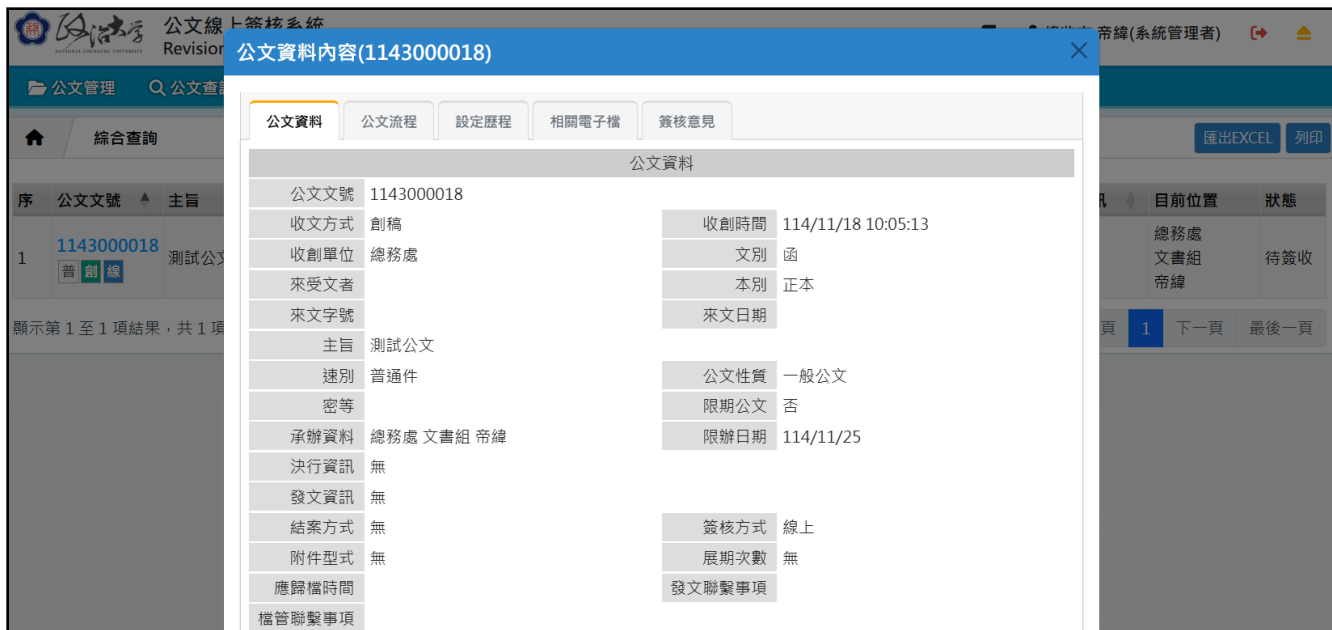 政治大學 公文線上簽核系統
NATIONAL CHENGCHI UNIVERSITY Revision
帝緯(系統管理者)
公文資料內容(1143000018)
公文管理 公文查
公文資料 公文流程 設定歷程 相關電子檔 簽核意見
綜合查詢 匯出EXCEL 列印
公文資料
序 公文文號 主旨 目前位置 狀態
公文文號 1143000018
收文方式 創稿 收創時間 114/11/18 10:05:13
1 1143000018 測試公文 總務處 文書組 帝緯 待簽收
普 創 線
收創單位 總務處 文別 函
來受文者 本別 正本
來文字號 來文日期
顯示第 1 至 1 項結果，共 1 項 頁 1 下一頁 最後一頁
主旨 測試公文
速別 普通件 公文性質 一般公文
密等 限期公文 否
承辦資料 總務處 文書組 帝緯 限辦日期 114/11/25
決行資訊 無
發文資訊 無
結案方式 無 簽核方式 線上
附件型式 無 展期次數 無
應歸檔時間 發文聯繫事項
檔管聯繫事項